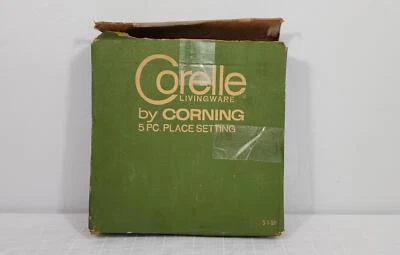 Corelle
LIVINGWARE
by CORNING
5 PC. PLACE SETTING